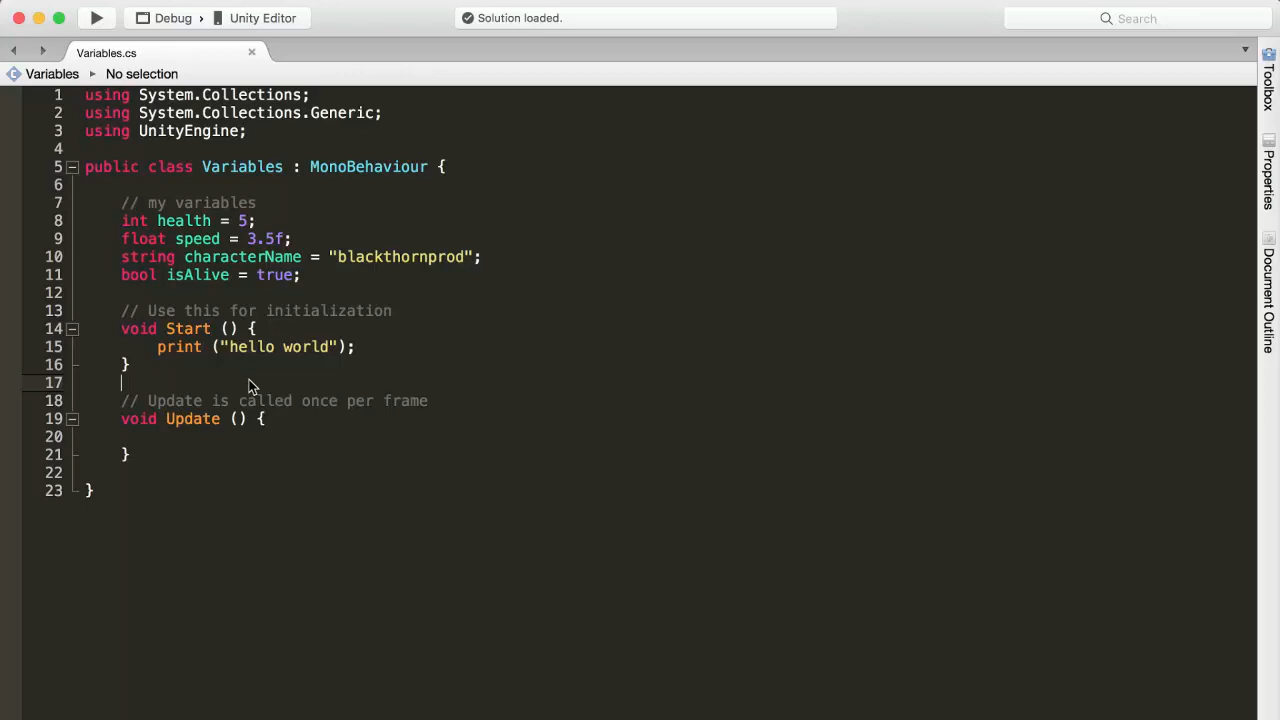 Debug › Unity Editor
Solution loaded.
Search
Variables.cs
Variables ▸ No selection
1 using System.Collections;
2 using System.Collections.Generic;
3 using UnityEngine;
4
5 public class Variables : MonoBehaviour {
6
7 // my variables
8 int health = 5;
9 float speed = 3.5f;
10 string characterName = "blackthornprod";
11 bool isAlive = true;
12
13 // Use this for initialization
14 void Start () {
15 print ("hello world");
16 }
17
18 // Update is called once per frame
19 void Update () {
20
21 }
22
23 }
Toolbox
Properties
Document Outline